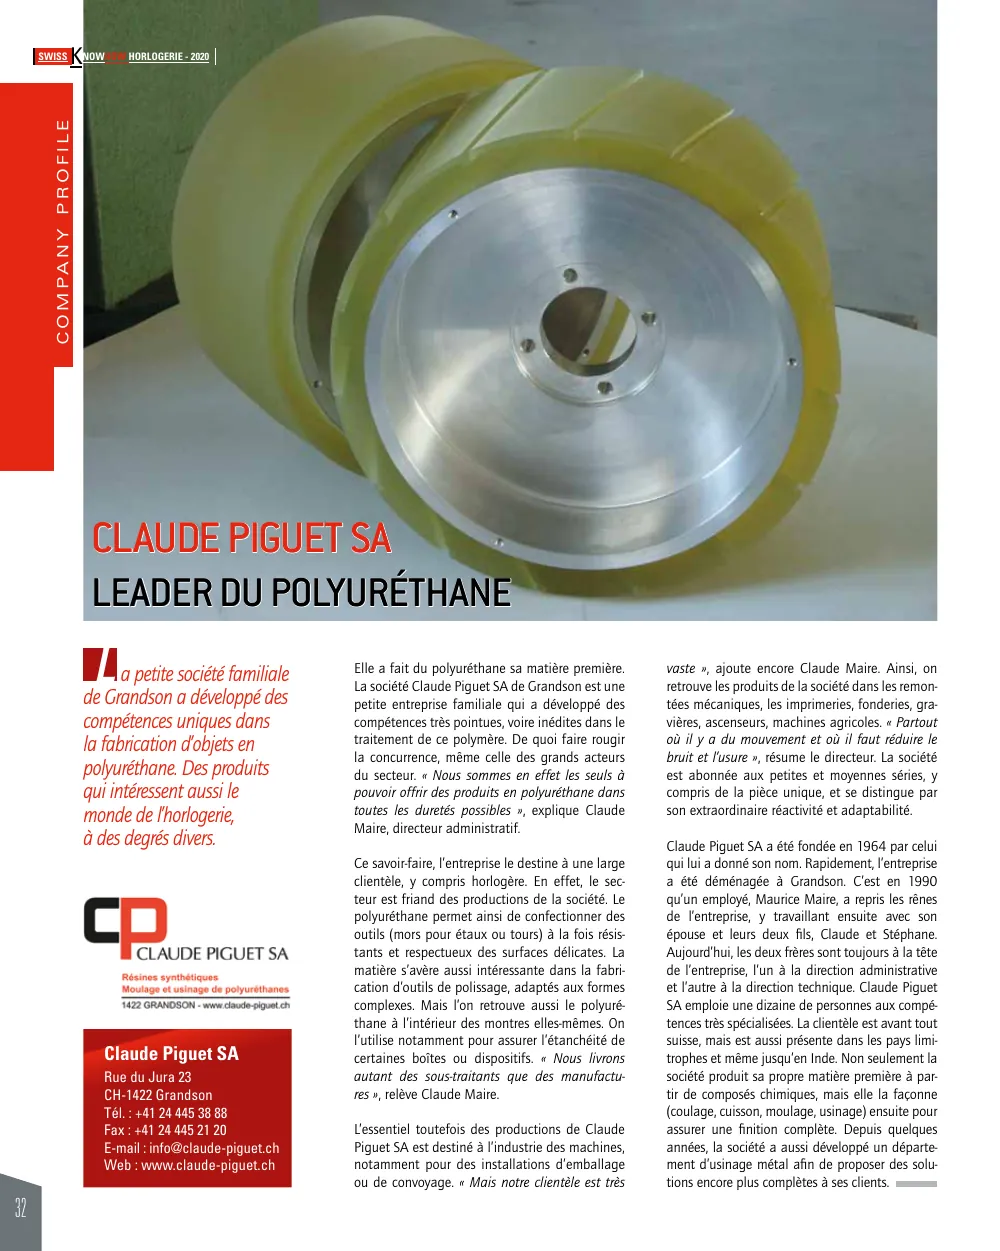 SWISS KNOWHOW HORLOGERIE - 2020
COMPANY PROFILE
CLAUDE PIGUET SA
LEADER DU POLYURÉTHANE
La petite société familiale
de Grandson a développé des
compétences uniques dans
la fabrication d'objets en
polyuréthane. Des produits
qui intéressent aussi le
monde de l'horlogerie,
à des degrés divers.
CP
CLAUDE PIGUET SA
Résines synthétiques
Moulage et usinage de polyuréthanes
1422 GRANDSON - www.claude-piguet.ch
Claude Piguet SA
Rue du Jura 23
CH-1422 Grandson
Tél. : +41 24 445 38 88
Fax : +41 24 445 21 20
E-mail : info@claude-piguet.ch
Web : www.claude-piguet.ch
Elle a fait du polyuréthane sa matière première.
La société Claude Piguet SA de Grandson est une
petite entreprise familiale qui a développé des
compétences très pointues, voire inédites dans le
traitement de ce polymère. De quoi faire rougir
la concurrence, même celle des grands acteurs
du secteur. « Nous sommes en effet les seuls à
pouvoir offrir des produits en polyuréthane dans
toutes les duretés possibles », explique Claude
Maire, directeur administratif.
Ce savoir-faire, l'entreprise le destine à une large
clientèle, y compris horlogère. En effet, le sec-
teur est friand des productions de la société. Le
polyuréthane permet ainsi de confectionner des
outils (mors pour étaux ou tours) à la fois résis-
tants et respectueux des surfaces délicates. La
matière s'avère aussi intéressante dans la fabri-
cation d'outils de polissage, adaptés aux formes
complexes. Mais l'on retrouve aussi le polyuré-
thane à l'intérieur des montres elles-mêmes. On
l'utilise notamment pour assurer l'étanchéité de
certaines boîtes ou dispositifs. « Nous livrons
autant des sous-traitants que des manufactu-
res », relève Claude Maire.
L'essentiel toutefois des productions de Claude
Piguet SA est destiné à l'industrie des machines,
notamment pour des installations d'emballage
ou de convoyage. « Mais notre clientèle est très
vaste », ajoute encore Claude Maire. Ainsi, on
retrouve les produits de la société dans les remon-
tées mécaniques, les imprimeries, fonderies, gra-
vières, ascenseurs, machines agricoles. « Partout
où il y a du mouvement et où il faut réduire le
bruit et l'usure », résume le directeur. La société
est abonnée aux petites et moyennes séries, y
compris de la pièce unique, et se distingue par
son extraordinaire réactivité et adaptabilité.
Claude Piguet SA a été fondée en 1964 par celui
qui lui a donné son nom. Rapidement, l'entreprise
a été déménagée à Grandson. C'est en 1990
qu'un employé, Maurice Maire, a repris les rênes
de l'entreprise, y travaillant ensuite avec son
épouse et leurs deux fils, Claude et Stéphane.
Aujourd'hui, les deux frères sont toujours à la tête
de l'entreprise, l'un à la direction administrative
et l'autre à la direction technique. Claude Piguet
SA emploie une dizaine de personnes aux compé-
tences très spécialisées. La clientèle est avant tout
suisse, mais est aussi présente dans les pays limi-
trophes et même jusqu'en Inde. Non seulement la
société produit sa propre matière première à par-
tir de composés chimiques, mais elle la façonne
(coulage, cuisson, moulage, usinage) ensuite pour
assurer une finition complète. Depuis quelques
années, la société a aussi développé un départe-
ment d'usinage métal afin de proposer des solu-
tions encore plus complètes à ses clients.
32